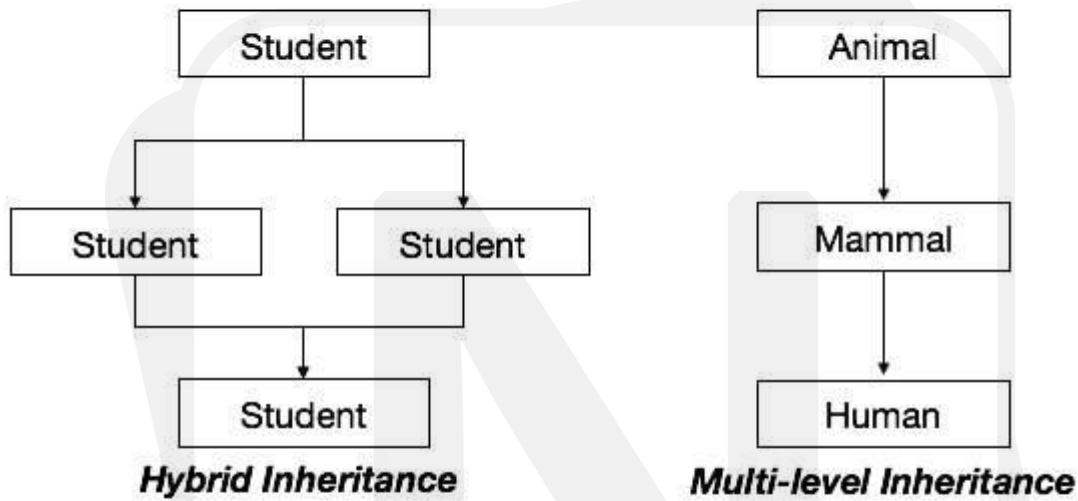 Student
Animal
Student
Student
Mammal
Student
Human
Hybrid Inheritance
Multi-level Inheritance